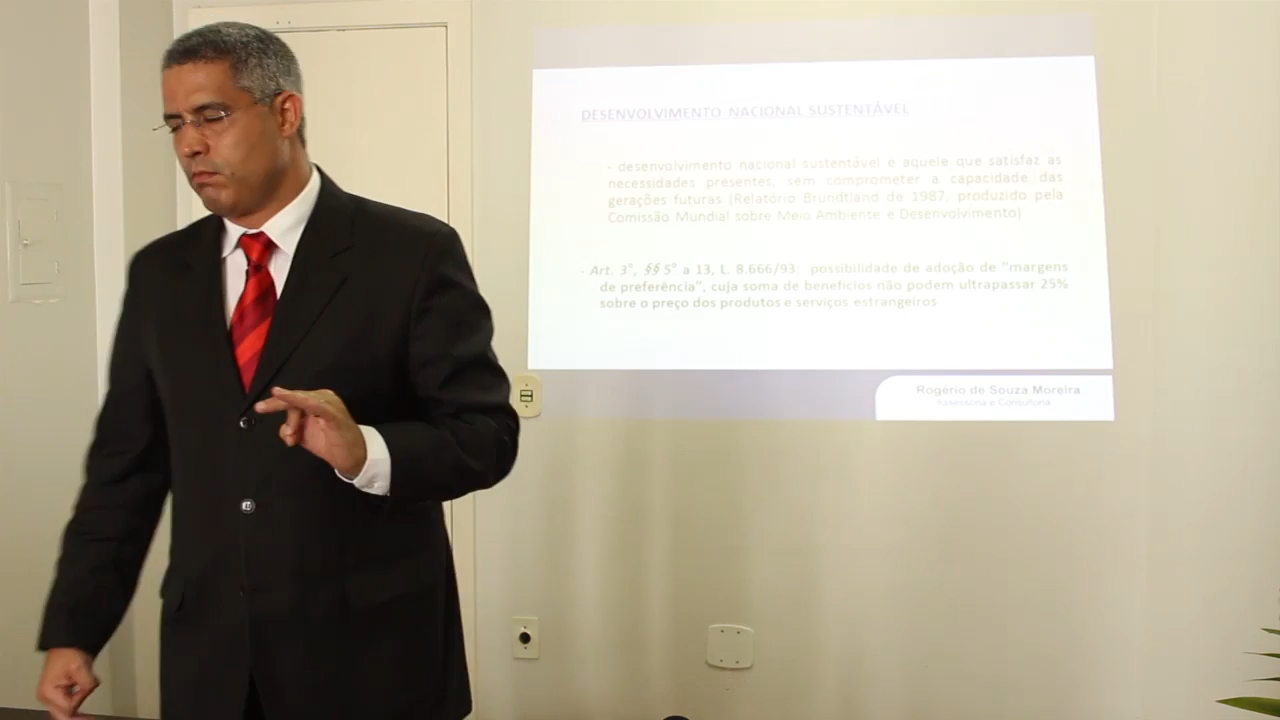 DESENVOLVIMENTO NACIONAL SUSTENTÁVEL
- desenvolvimento nacional sustentável é aquele que satisfaz as
necessidades presentes, sem comprometer a capacidade das
gerações futuras (Relatório Brundtland de 1987, produzido pela
Comissão Mundial sobre Meio Ambiente e Desenvolvimento)
- Art. 3°, §§ 5° a 13, L. 8.666/93: possibilidade de adoção de "margens
de preferência", cuja soma de benefícios não podem ultrapassar 25%
sobre o preço dos produtos e serviços estrangeiros
Rogério de Souza Moreira
Assessoria e Consultoria